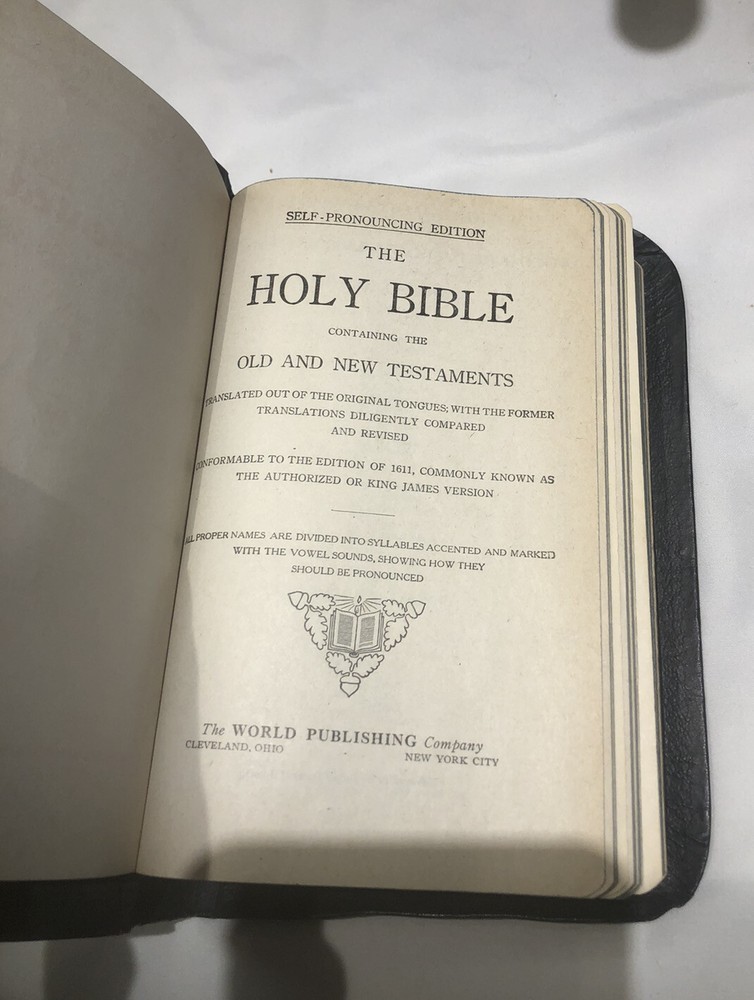 SELF-PRONOUNCING EDITION
THE
HOLY BIBLE
CONTAINING THE
OLD AND NEW TESTAMENTS
TRANSLATED OUT OF THE ORIGINAL TONGUES; WITH THE FORMER
TRANSLATIONS DILIGENTLY COMPARED
AND REVISED
CONFORMABLE TO THE EDITION OF 1611, COMMONLY KNOWN AS
THE AUTHORIZED OR KING JAMES VERSION
ALL PROPER NAMES ARE DIVIDED INTO SYLLABLES ACCENTED AND MARKED
WITH THE VOWEL SOUNDS, SHOWING HOW THEY
SHOULD BE PRONOUNCED
The WORLD PUBLISHING Company
CLEVELAND, OHIO NEW YORK CITY